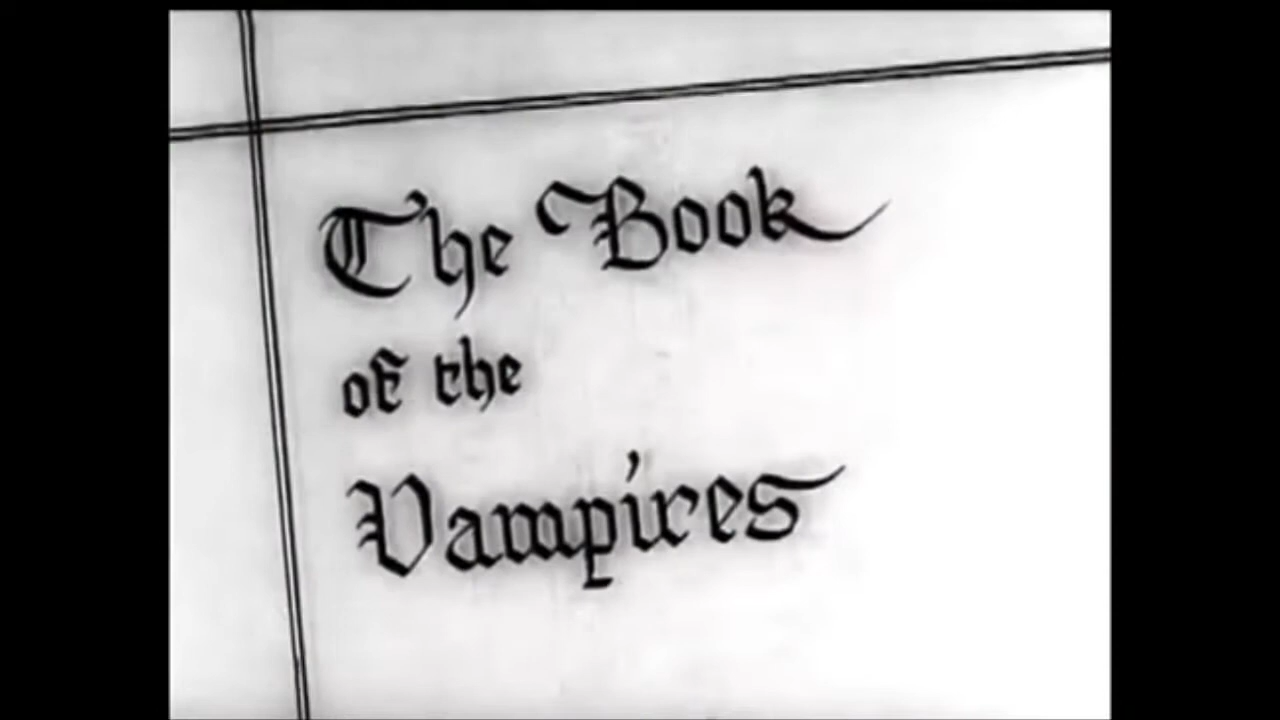 The Book
of the
Vampires